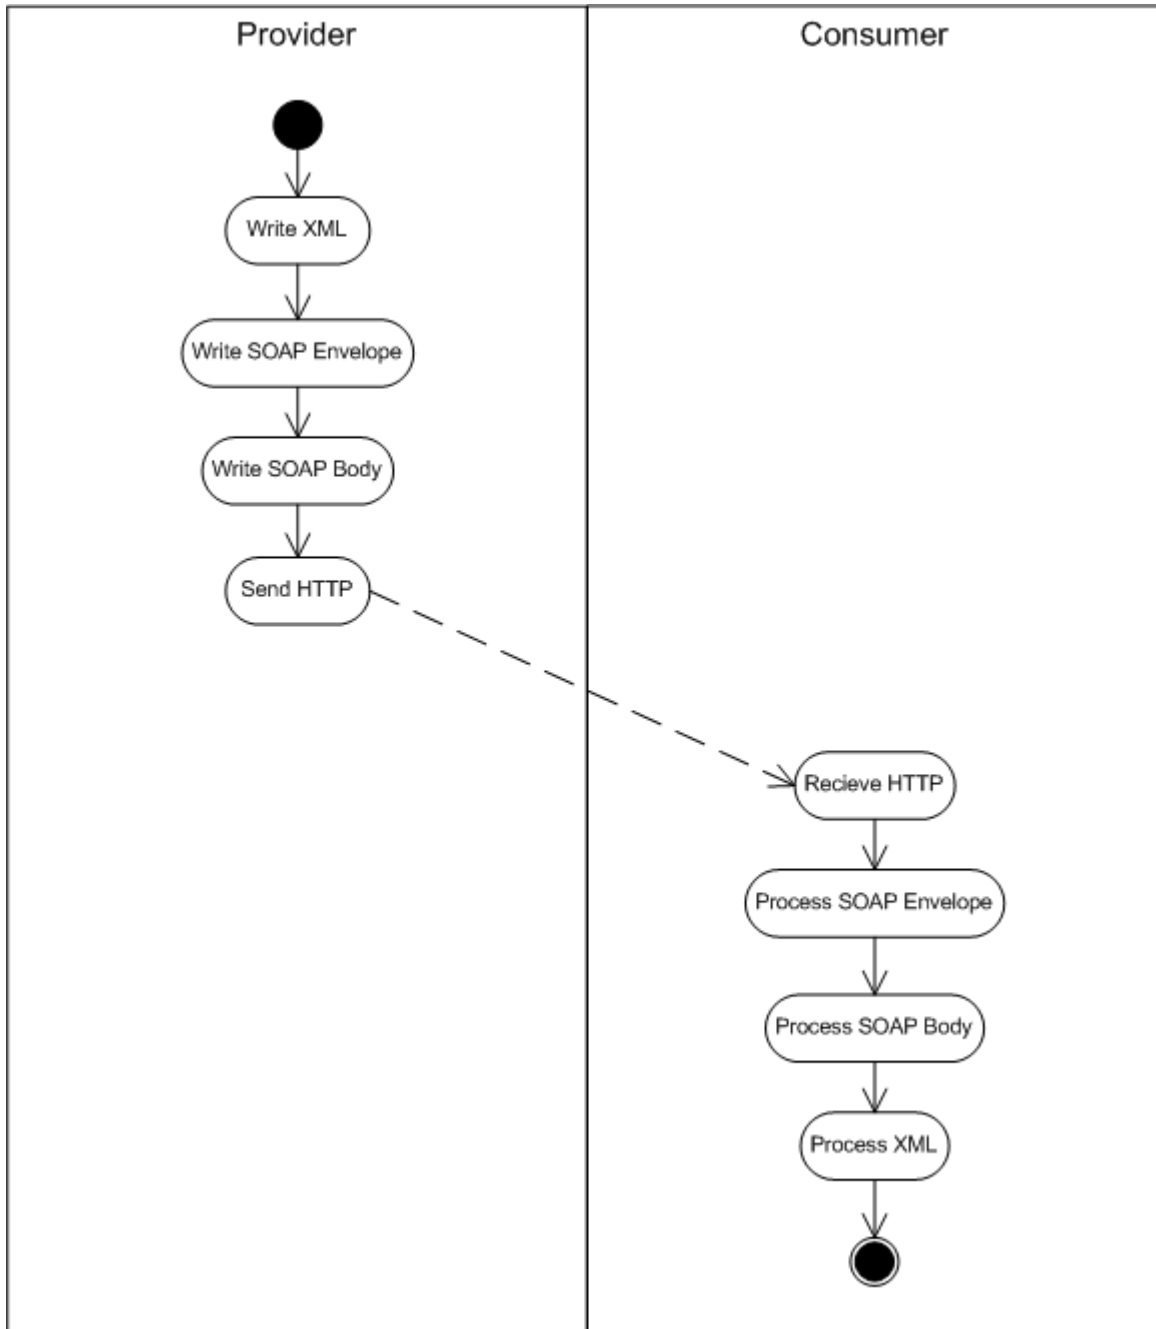 Provider
Consumer
Write XML
Write SOAP Envelope
Write SOAP Body
Send HTTP
Recieve HTTP
Process SOAP Envelope
Process SOAP Body
Process XML